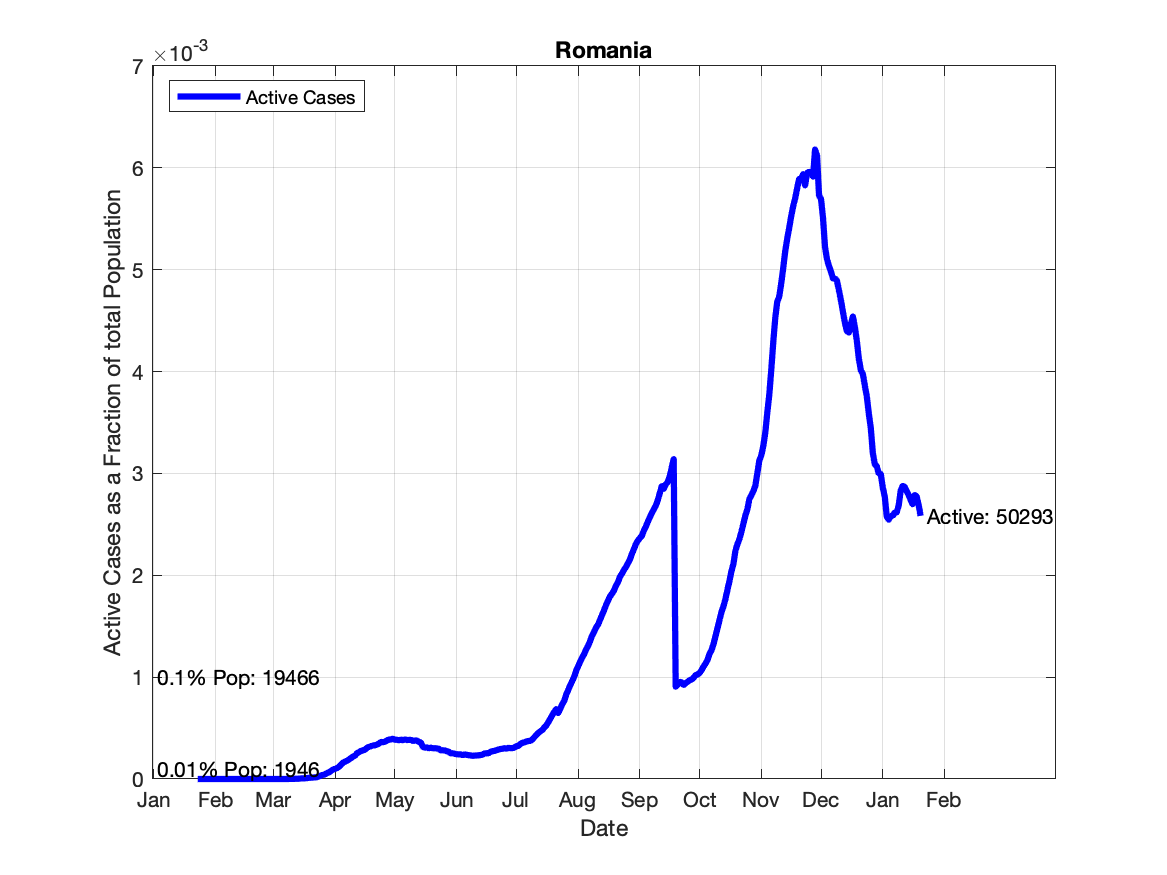 Romania
×10-3
7
Active Cases
6
5
4
3
2
1
0
Active Cases as a Fraction of total Population
Active: 50293
0.1% Pop: 19466
0.01% Pop: 1946
Jan Feb Mar Apr May Jun Jul Aug Sep Oct Nov Dec Jan Feb
Date